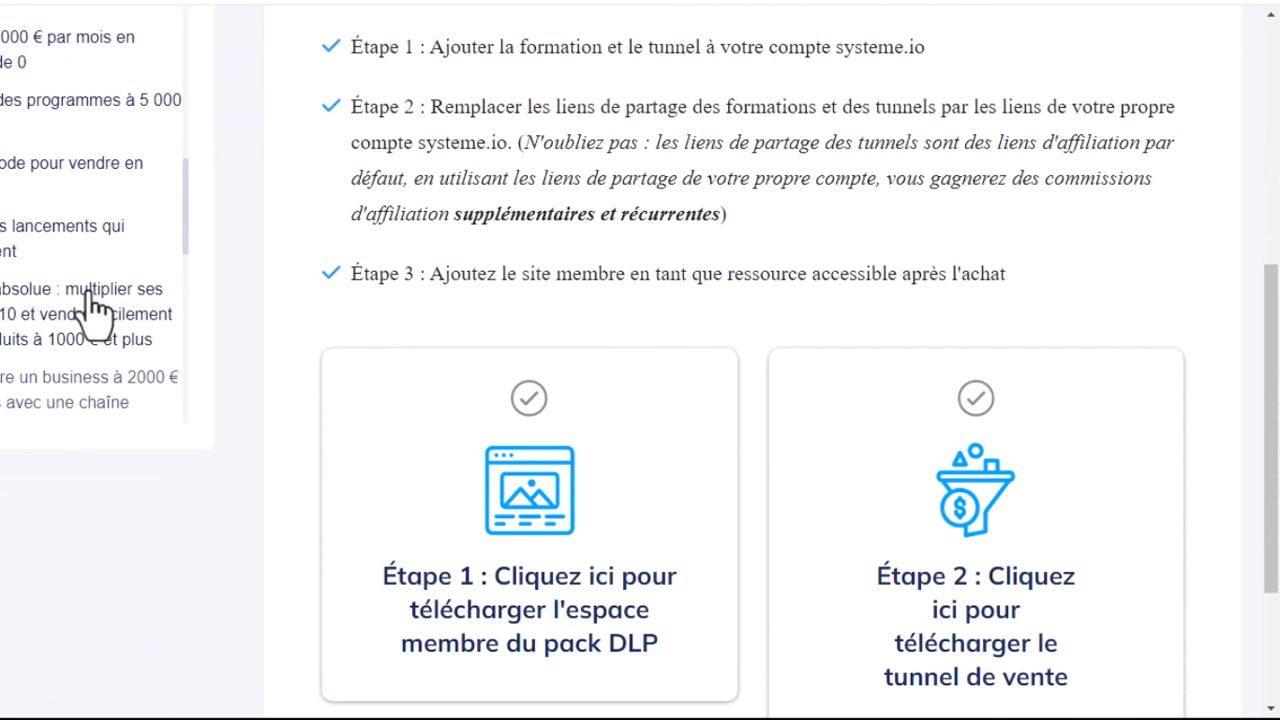 000 € par mois en
de 0
des programmes à 5 000
ode pour vendre en
s lancements qui
ent
absolue : multiplier ses
10 et vend cilement
uits à 1000 € et plus
re un business à 2000 €
s avec une chaîne
Étape 1 : Ajouter la formation et le tunnel à votre compte systeme.io
Étape 2 : Remplacer les liens de partage des formations et des tunnels par les liens de votre propre
compte systeme.io. (N'oubliez pas : les liens de partage des tunnels sont des liens d'affiliation par
défaut, en utilisant les liens de partage de votre propre compte, vous gagnerez des commissions
d'affiliation supplémentaires et récurrentes)
Étape 3 : Ajoutez le site membre en tant que ressource accessible après l'achat
Étape 1 : Cliquez ici pour
télécharger l'espace
membre du pack DLP
Étape 2 : Cliquez
ici pour
télécharger le
tunnel de vente